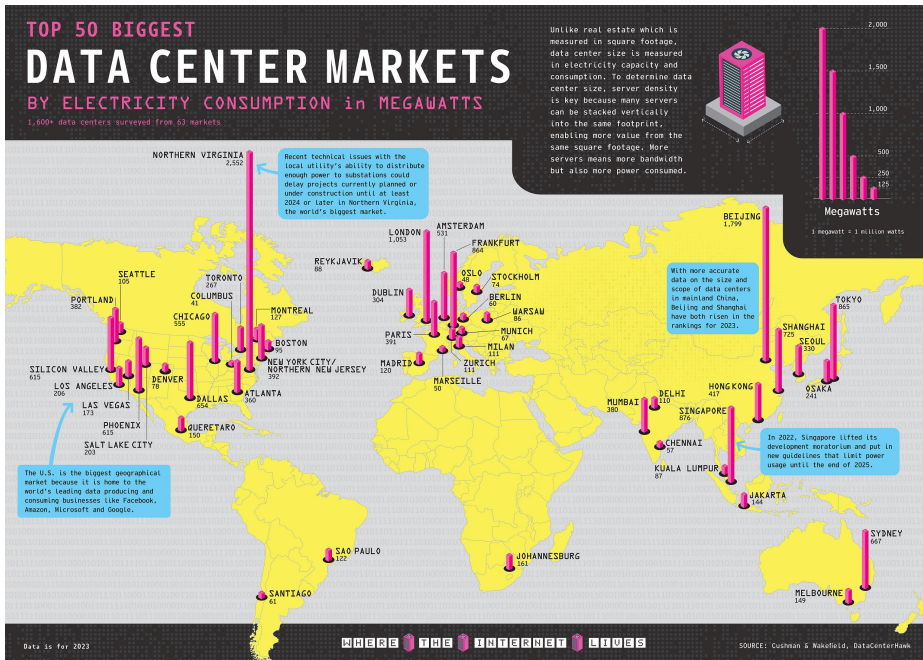 TOP 50 BIGGEST
DATA CENTER MARKETS
BY ELECTRICITY CONSUMPTION in MEGAWATTS
1,600+ data centers surveyed from 63 markets
Unlike real estate which is
measured in square footage,
data center size is measured
in electricity capacity and
consumption. To determine data
center size, server density
is key because many servers
can be stacked vertically
into the same footprint,
enabling more value from the
same square footage. More
servers means more bandwidth
but also more power consumed.
2,000
1,500
1,000
500
250
125
Megawatts
1 megawatt = 1 million watts
NORTHERN VIRGINIA
2,552
Recent technical issues with the
local utility's ability to distribute
enough power to substations could
delay projects currently planned or
under construction until at least
2024 or later in Northern Virginia,
the world's biggest market.
SEATTLE
105
PORTLAND
382
TORONTO
267
COLUMBUS
41
CHICAGO
555
MONTREAL
127
BOSTON
95
NEW YORK CITY/
NORTHERN NEW JERSEY
392
SILICON VALLEY
615
LOS ANGELES
206
LAS VEGAS
173
PHOENIX
615
SALT LAKE CITY
203
DENVER
78
DALLAS
654
ATLANTA
360
QUERETARO
150
The U.S. is the biggest geographical
market because it is home to the
world's leading data producing and
consuming businesses like Facebook,
Amazon, Microsoft and Google.
SAO PAULO
122
SANTIAGO
61
REYKJAVIK
88
LONDON
1,053
AMSTERDAM
531
FRANKFURT
864
OSLO
48
STOCKHOLM
74
DUBLIN
304
BERLIN
60
WARSAW
86
PARIS
391
MUNICH
67
MILAN
111
MADRID
120
ZURICH
111
MARSEILLE
50
JOHANNESBURG
161
BEIJING
1,799
With more accurate
data on the size and
scope of data centers
in mainland China,
Beijing and Shanghai
have both risen in the
rankings for 2023.
TOKYO
865
SHANGHAI
725
SEOUL
330
OSAKA
241
HONG KONG
417
MUMBAI
380
DELHI
110
SINGAPORE
876
CHENNAI
57
KUALA LUMPUR
87
In 2022, Singapore lifted its
development moratorium and put in
new guidelines that limit power
usage until the end of 2025.
JAKARTA
144
SYDNEY
667
MELBOURNE
149
Data is for 2023
WHERE THE INTERNET LIVES
SOURCE: Cushman & Wakefield, DataCenterHawk